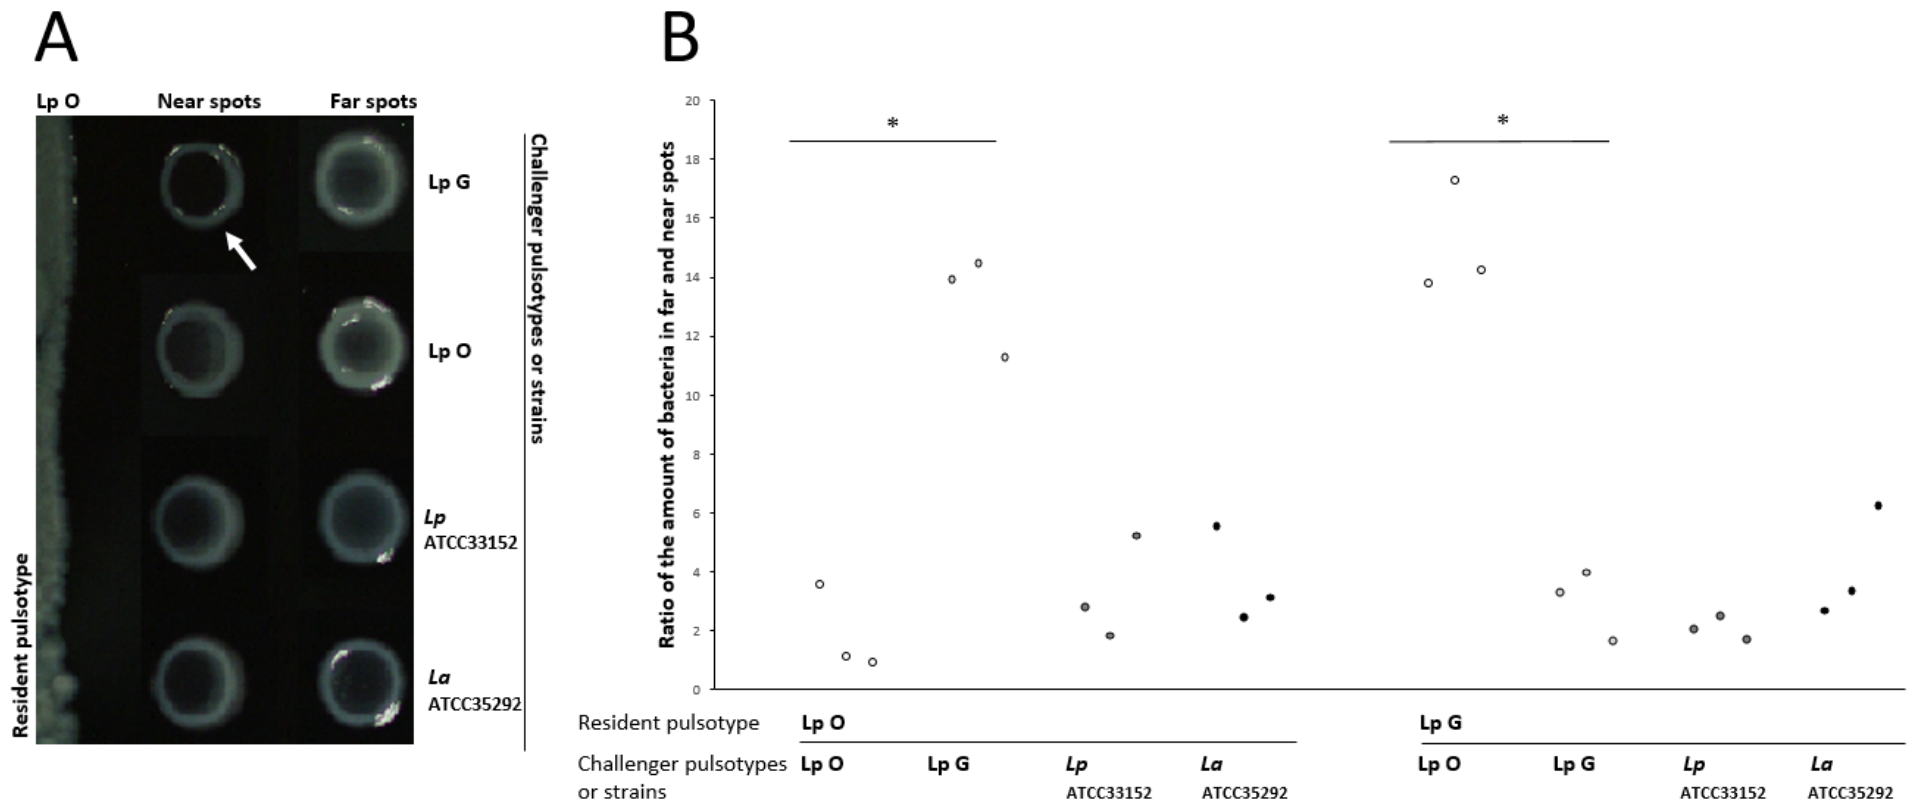 A
B
Lp O
Near spots
Far spots
Lp G
Lp O
Lp
ATCC33152
La
ATCC35292
Resident pulsotype
Challenger pulsotypes or strains
Ratio of the amount of bacteria in far and near spots
20
18
16
14
12
10
8
6
4
2
0
*
*
Resident pulsotype
Lp O
Lp G
Challenger pulsotypes
or strains
Lp O
Lp G
Lp
ATCC33152
La
ATCC35292
Lp O
Lp G
Lp
ATCC33152
La
ATCC35292